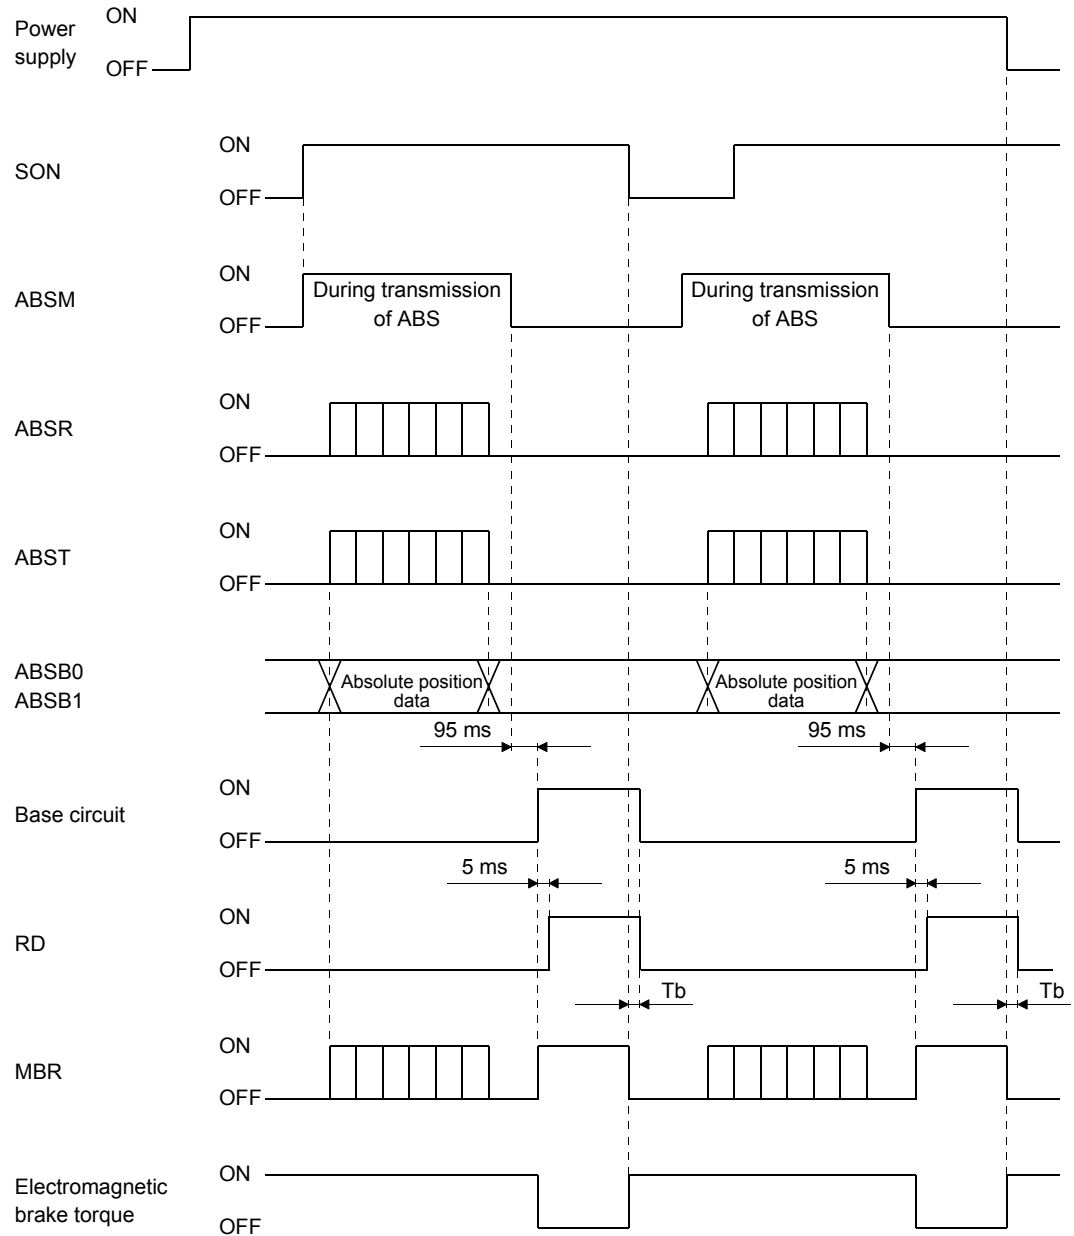 Power
supply
ON
OFF
SON
ON
OFF
ABSM
ON
OFF
During transmission
of ABS
During transmission
of ABS
ABSR
ON
OFF
ABST
ON
OFF
ABSB0
ABSB1
Absolute position
data
Absolute position
data
95 ms
95 ms
Base circuit
ON
OFF
5 ms
5 ms
RD
ON
OFF
Tb
Tb
MBR
ON
OFF
Electromagnetic
brake torque
ON
OFF